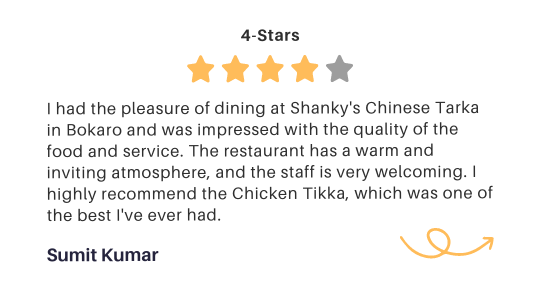 4-Stars
I had the pleasure of dining at Shanky's Chinese Tarka
in Bokaro and was impressed with the quality of the
food and service. The restaurant has a warm and
inviting atmosphere, and the staff is very welcoming. I
highly recommend the Chicken Tikka, which was one of
the best I've ever had.
Sumit Kumar